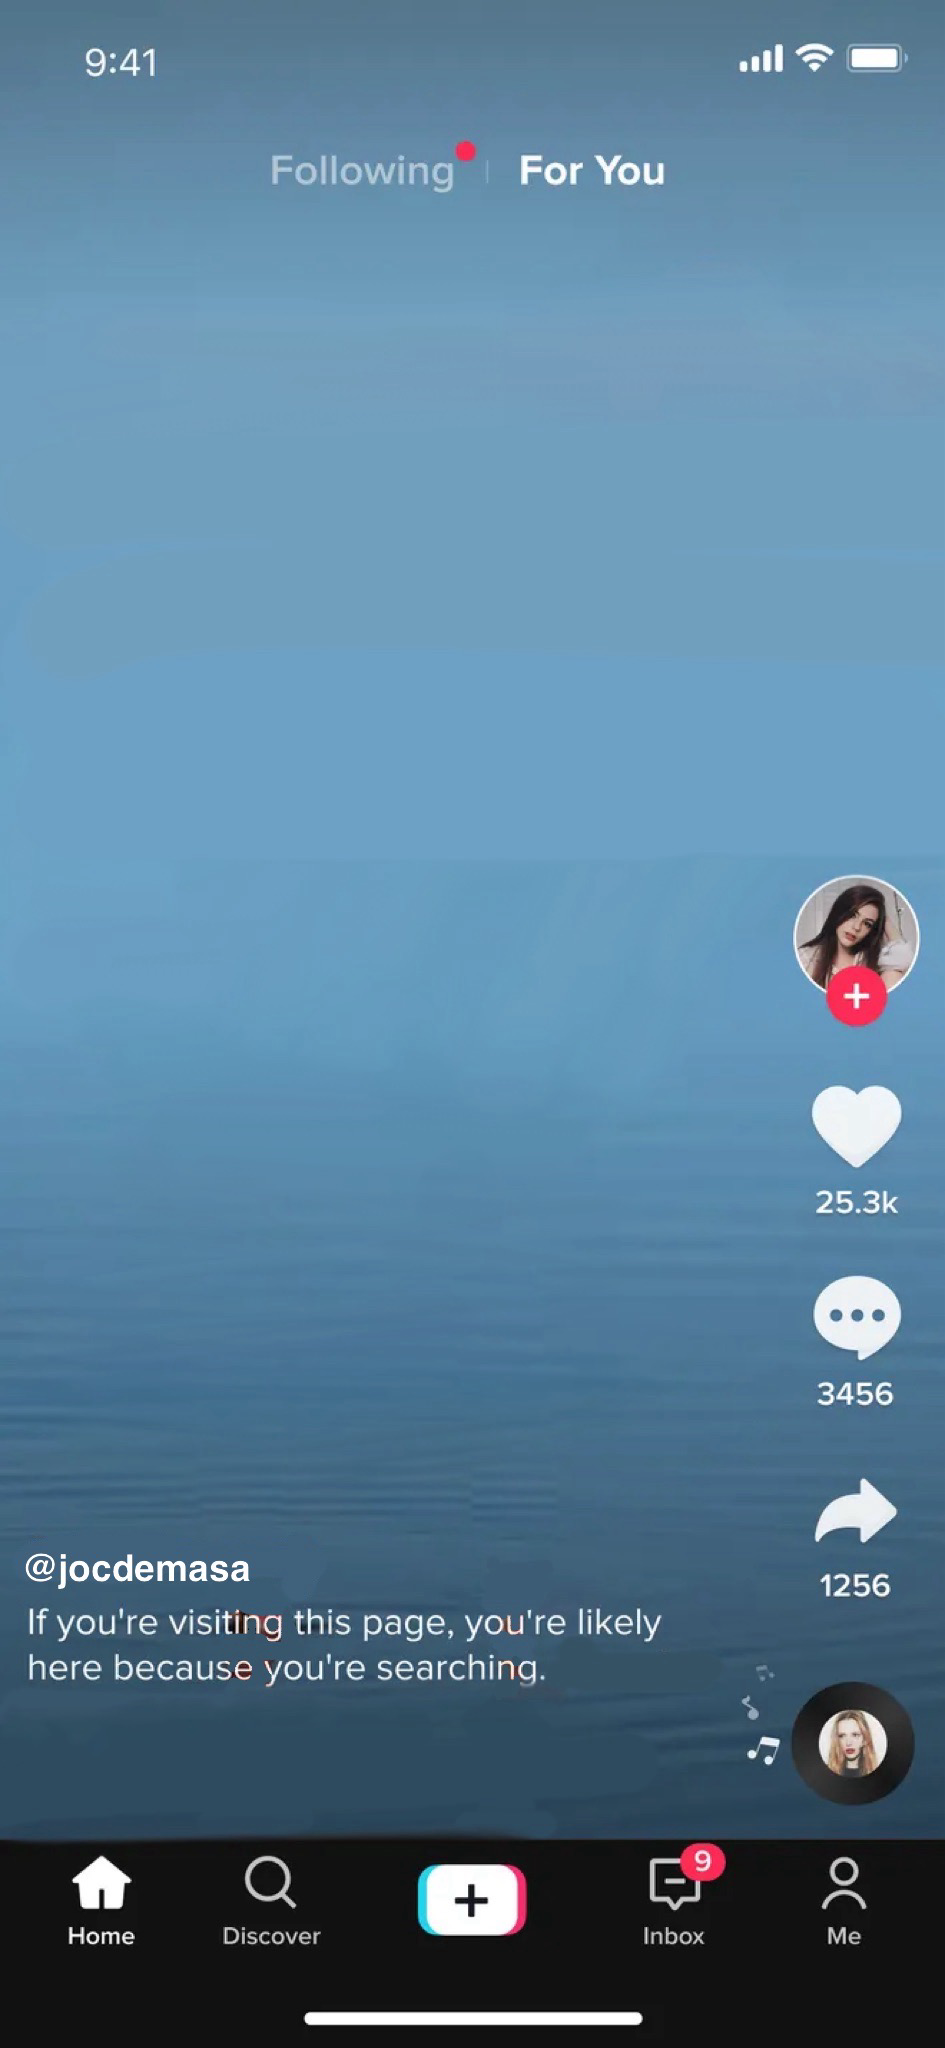 9:41
Following
For You
25.3k
3456
1256
@jocdemasa
If you're visiting this page, you're likely
here because you're searching.
Home
Discover
9
Inbox
Me